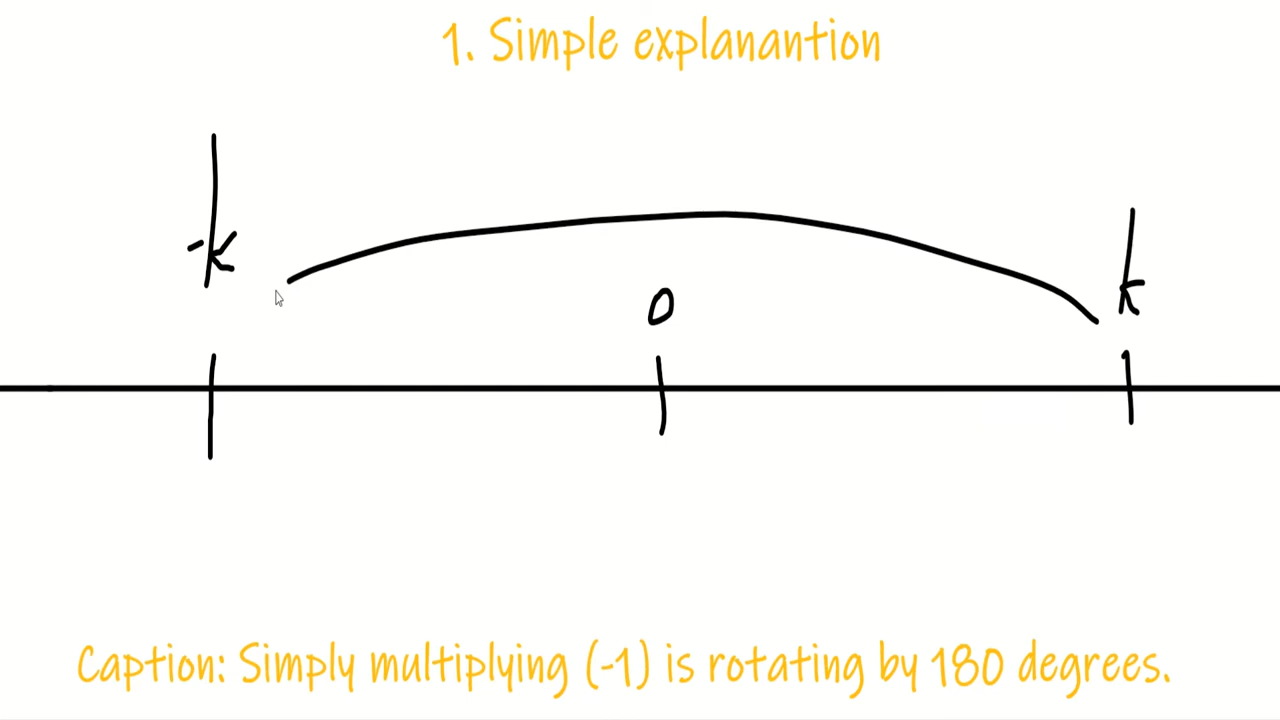 1. Simple explanantion
-k
0
k
Caption: Simply multiplying (-1) is rotating by 180 degrees.